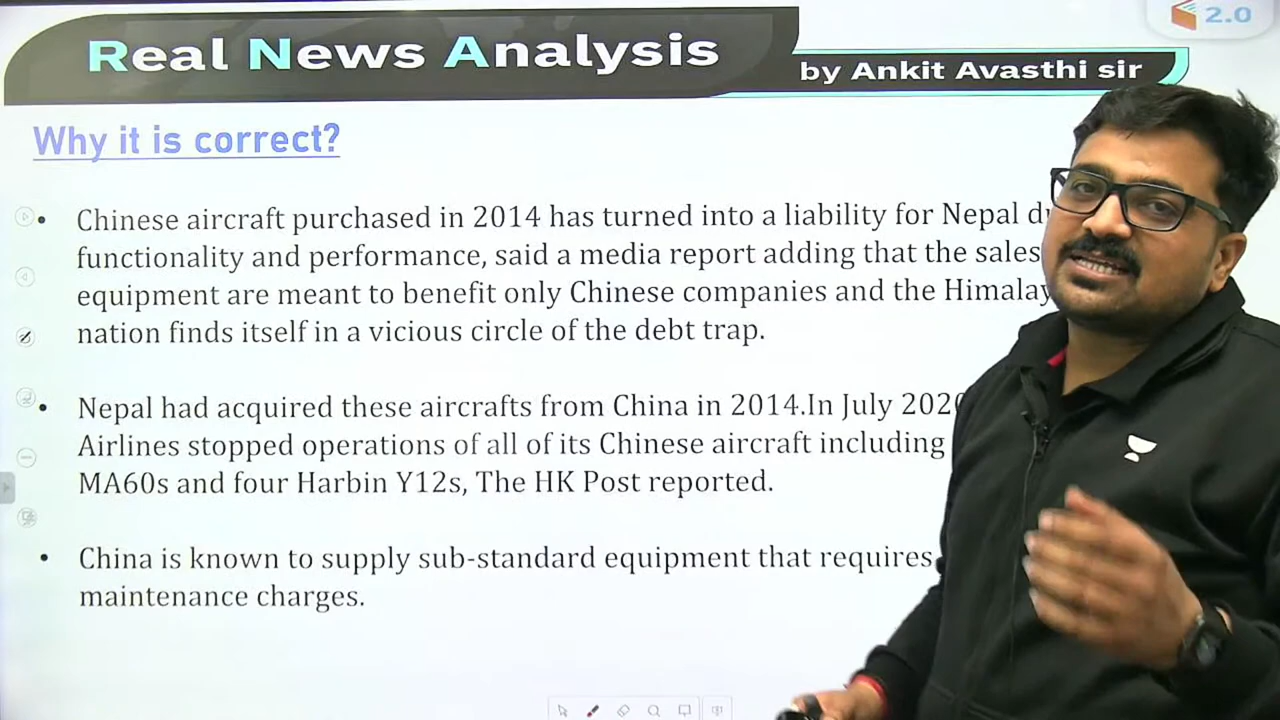 2.0
Real News Analysis
by Ankit Avasthi sir
Why it is correct?
• Chinese aircraft purchased in 2014 has turned into a liability for Nepal
functionality and performance, said a media report adding that the sales
equipment are meant to benefit only Chinese companies and the
nation finds itself in a vicious circle of the debt trap.
• Nepal had acquired these aircrafts from China in 2014.In July 2020
Airlines stopped operations of all of its Chinese aircraft including
MA60s and four Harbin Y12s, The HK Post reported.
• China is known to supply sub-standard equipment that requires
maintenance charges.